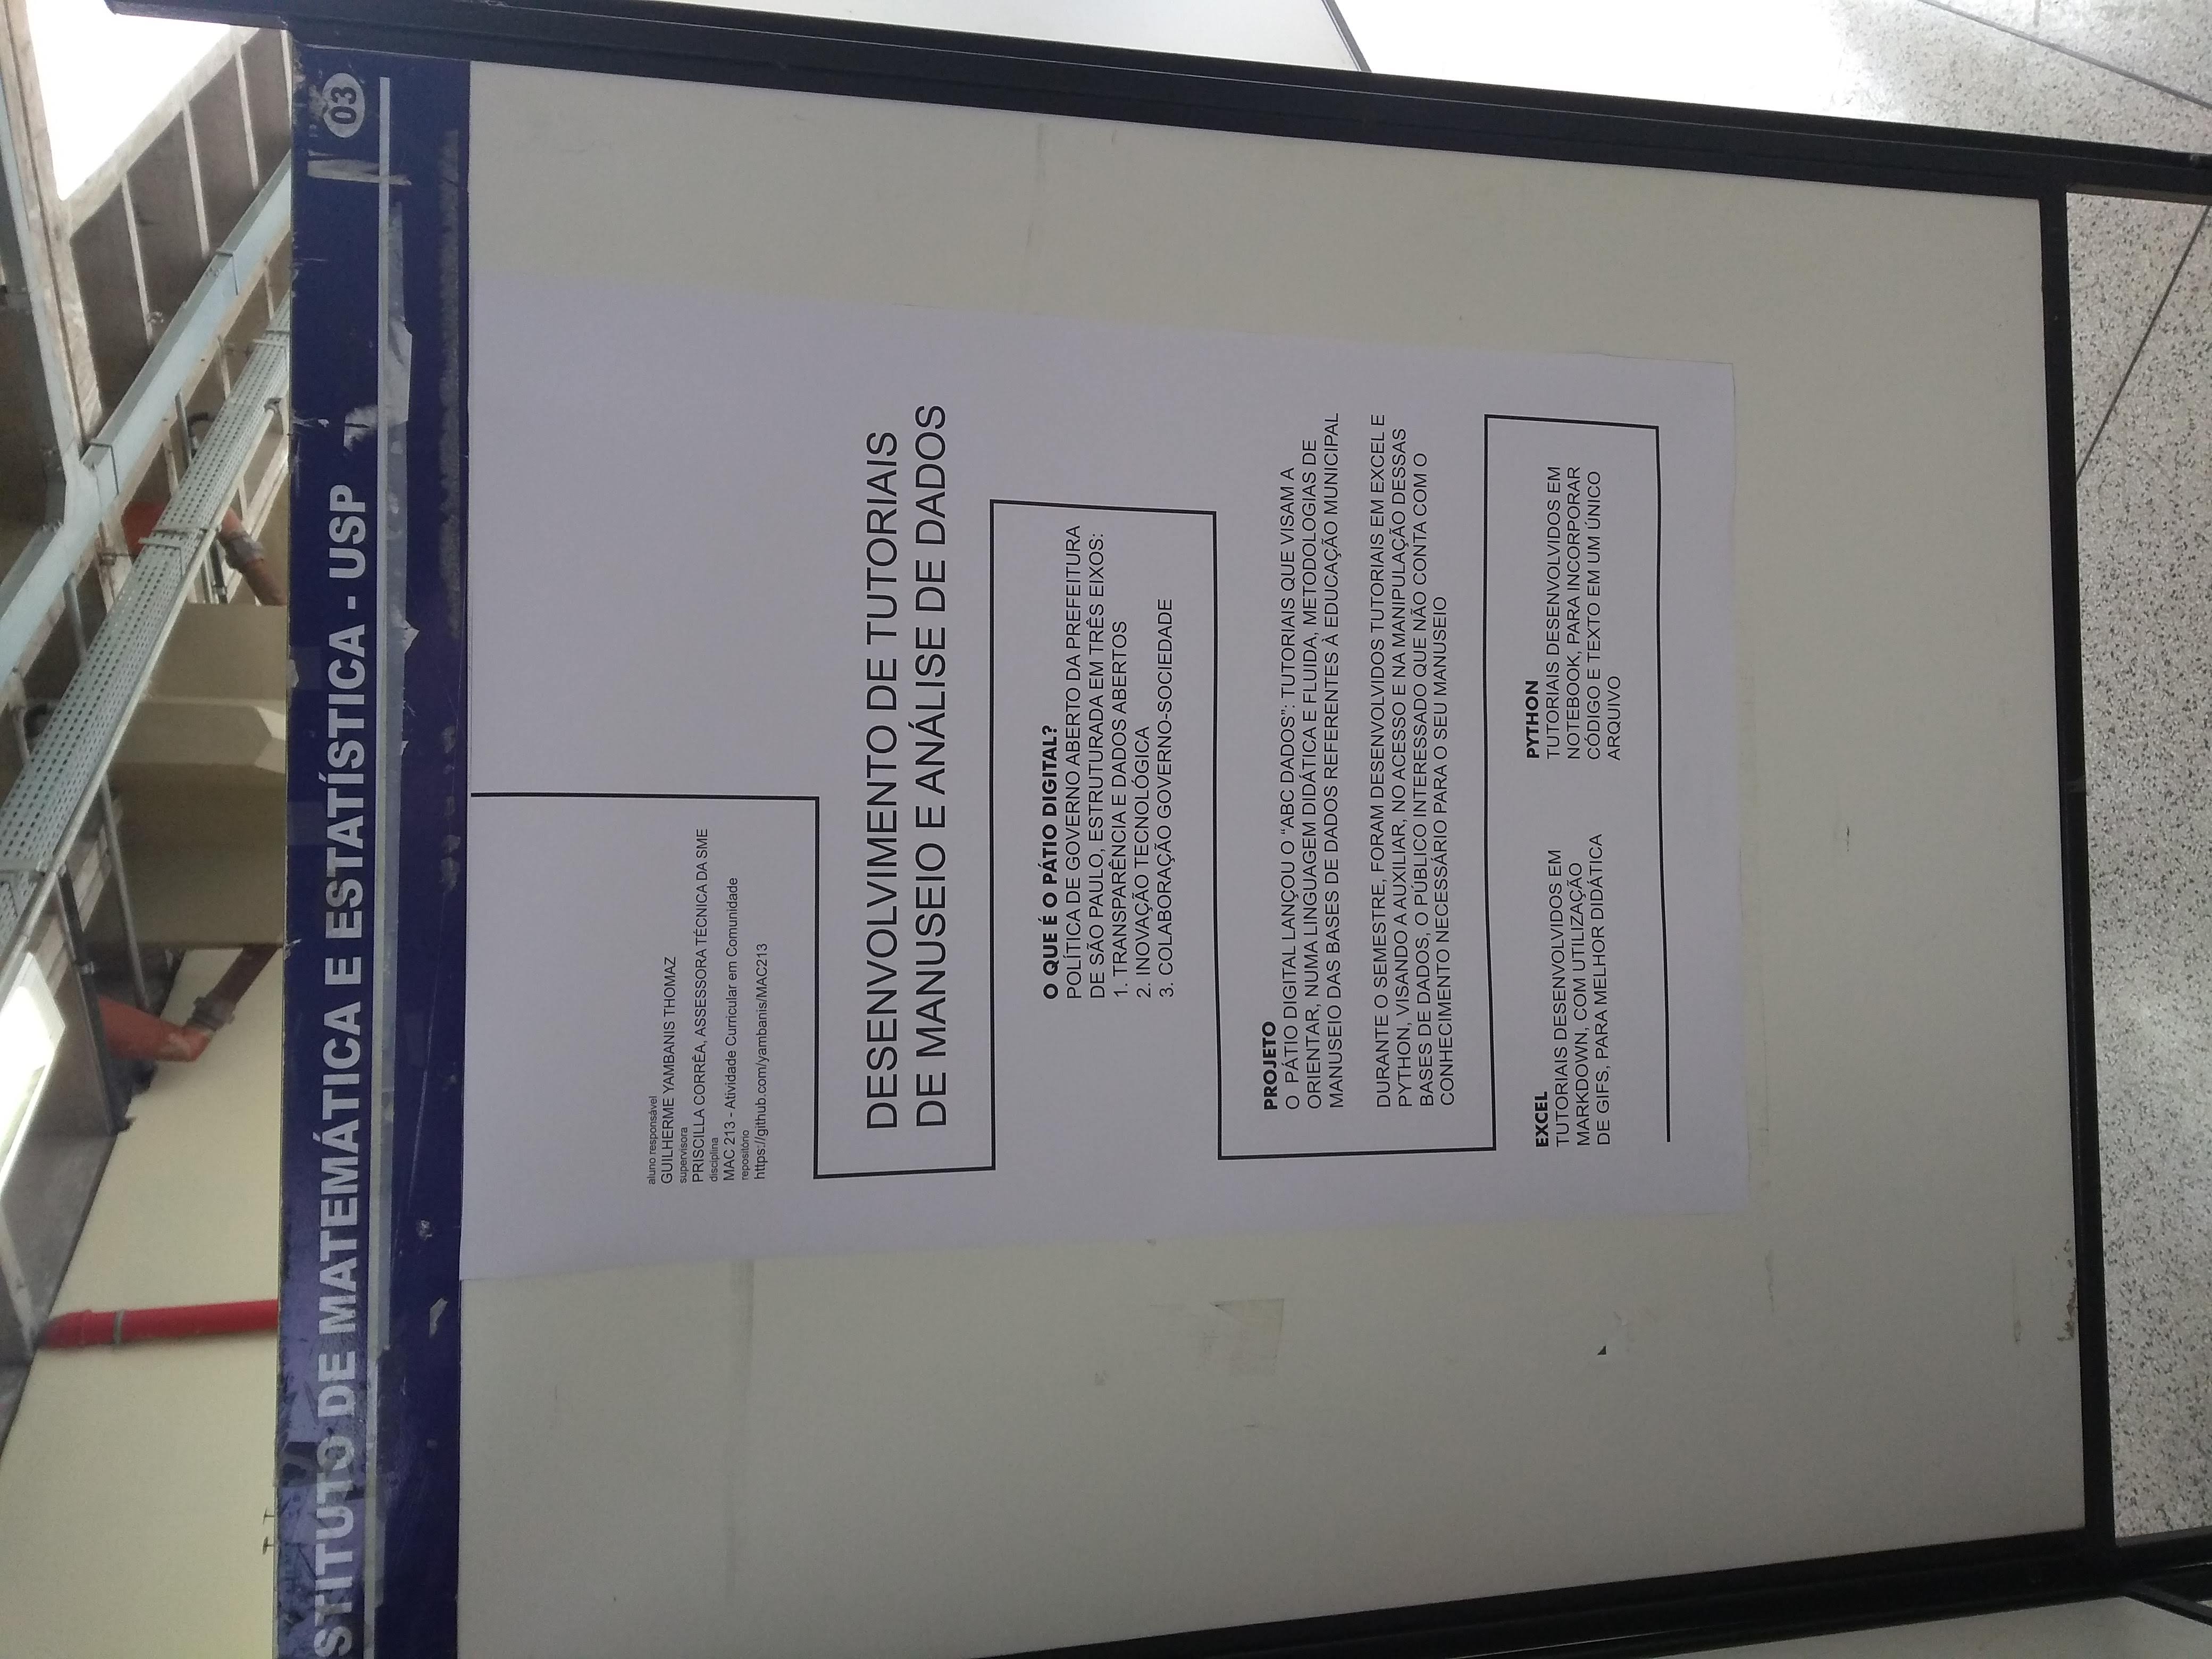 STITUTO DE MATEMÁTICA E ESTATÍSTICA - USP
03
aluno responsável
GUILHERME YAMBANIS THOMAZ
supervisora
PRISCILLA CORRÊA, ASSESSORA TÉCNICA DA SME
disciplina
MAC 213 - Atividade Curricular em Comunidade
repositório
https://github.com/yambanis/MAC213
DESENVOLVIMENTO DE TUTORIAIS
DE MANUSEIO E ANÁLISE DE DADOS
O QUE É O PÁTIO DIGITAL?
POLÍTICA DE GOVERNO ABERTO DA PREFEITURA
DE SÃO PAULO, ESTRUTURADA EM TRÊS EIXOS:
1. TRANSPARÊNCIA E DADOS ABERTOS
2. INOVAÇÃO TECNOLÓGICA
3. COLABORAÇÃO GOVERNO-SOCIEDADE
PROJETO
O PÁTIO DIGITAL LANÇOU O “ABC DADOS”: TUTORIAIS QUE VISAM A
ORIENTAR, NUMA LINGUAGEM DIDÁTICA E FLUIDA, METODOLOGIAS DE
MANUSEIO DAS BASES DE DADOS REFERENTES À EDUCAÇÃO MUNICIPAL
DURANTE O SEMESTRE, FORAM DESENVOLVIDOS TUTORIAIS EM EXCEL E
PYTHON, VISANDO A AUXILIAR, NO ACESSO E NA MANIPULAÇÃO DESSAS
BASES DE DADOS, O PÚBLICO INTERESSADO QUE NÃO CONTA COM O
CONHECIMENTO NECESSÁRIO PARA O SEU MANUSEIO
EXCEL
TUTORIAIS DESENVOLVIDOS EM
MARKDOWN, COM UTILIZAÇÃO
DE GIFS, PARA MELHOR DIDÁTICA
PYTHON
TUTORIAIS DESENVOLVIDOS EM
NOTEBOOK, PARA INCORPORAR
CÓDIGO E TEXTO EM UM ÚNICO
ARQUIVO